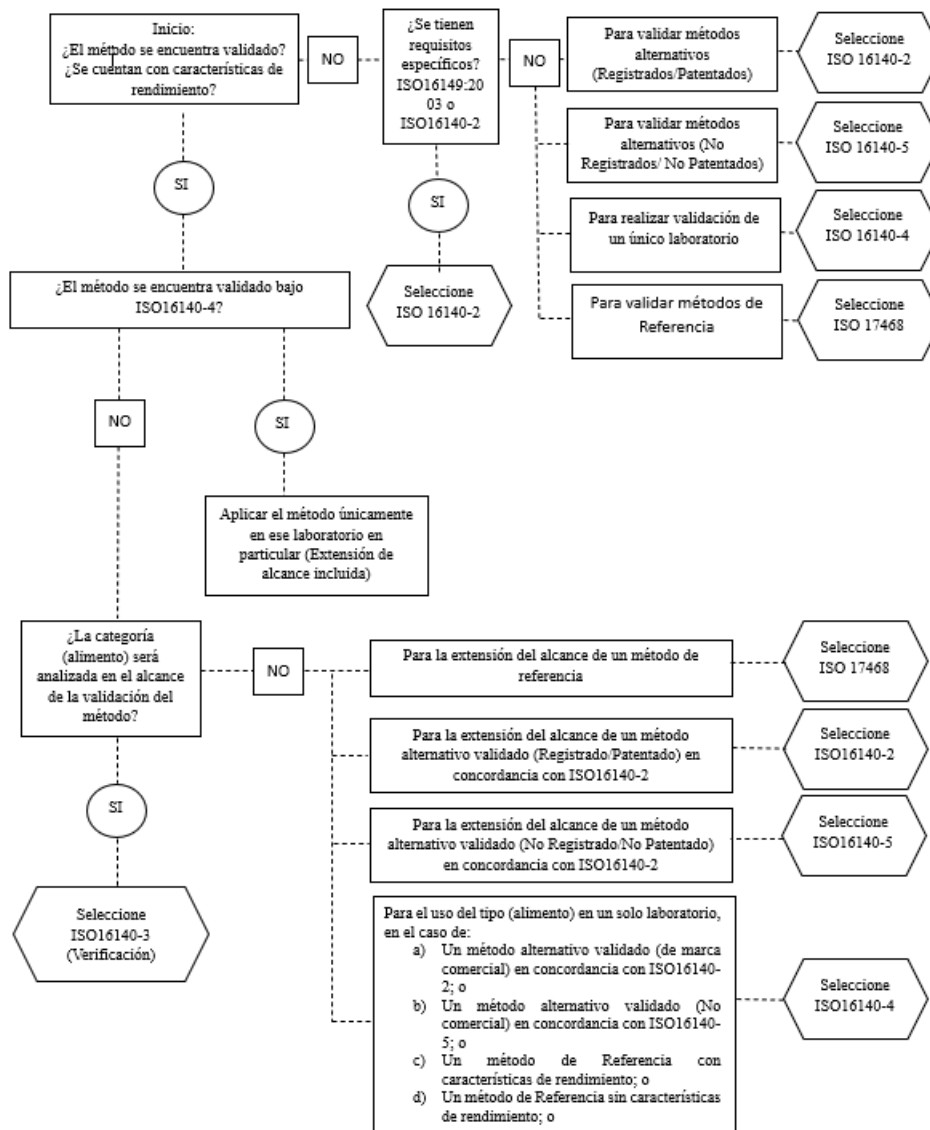 Inicio:
¿El método se encuentra validado?
¿Se cuentan con características de
rendimiento?
NO
¿Se tienen
requisitos
específicos?
ISO16149:20
03 o
ISO16140-2
NO
Para validar métodos
alternativos
(Registrados/Patentados)
Seleccione
ISO 16140-2
Para validar métodos
alternativos (No
Registrados/ No Patentados)
Seleccione
ISO 16140-5
Para realizar validación de
un único laboratorio
Seleccione
ISO 16140-4
Para validar métodos de
Referencia
Seleccione
ISO 17468
SI
SI
Seleccione
ISO 16140-2
¿El método se encuentra validado bajo
ISO16140-4?
NO
SI
Aplicar el método únicamente
en ese laboratorio en
particular (Extensión de
alcance incluida)
¿La categoría
(alimento) será
analizada en el alcance
de la validación del
método?
NO
Para la extensión del alcance de un método de
referencia
Seleccione
ISO 17468
Para la extensión del alcance de un método
alternativo validado (Registrado/Patentado) en
concordancia con ISO16140-2
Seleccione
ISO16140-2
Para la extensión del alcance de un método
alternativo validado (No Registrado/No Patentado)
en concordancia con ISO16140-2
Seleccione
ISO16140-5
SI
Seleccione
ISO16140-3
(Verificación)
Para el uso del tipo (alimento) en un solo laboratorio,
en el caso de:
a) Un método alternativo validado (de marca
comercial) en concordancia con ISO16140-
2; o
b) Un método alternativo validado (No
comercial) en concordancia con ISO16140-
5; o
c) Un método de Referencia con
características de rendimiento; o
d) Un método de Referencia sin características
de rendimiento; o
Seleccione
ISO16140-4